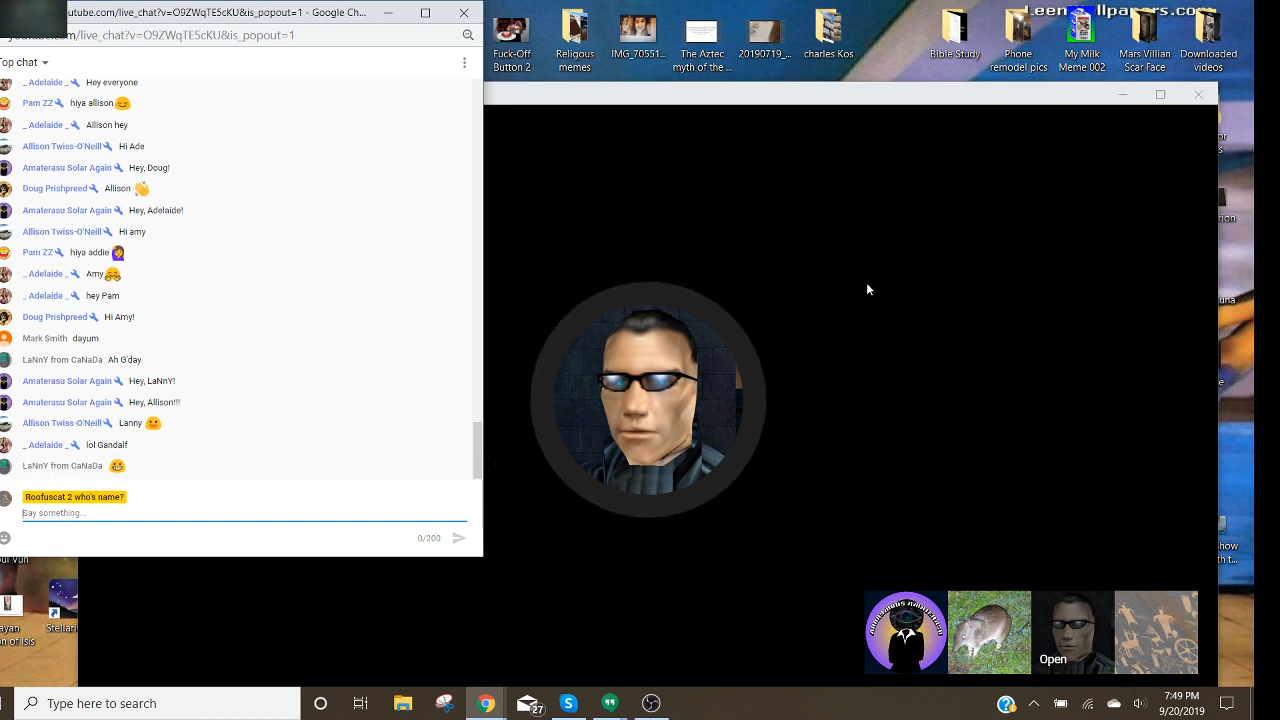 utube.com/live_chat?v=O9ZWqTE5cKU&is_popout=1 - Google Ch...
youtube.com/live_chat?v=O9ZWqTE5cKU&is_popout=1
Top chat
_ Adelaide _ Hey everyone
Pam ZZ hiya allison
_ Adelaide _ Allison hey
Allison Twiss-O'Neill Hi Ade
Amaterasu Solar Again Hey, Doug!
Doug Prishpreed Allison
Amaterasu Solar Again Hey, Adelaide!
Allison Twiss-O'Neill Hi amy
Pam ZZ hiya addie
_ Adelaide _ Amy
_ Adelaide _ hey Pam
Doug Prishpreed Hi Amy!
Mark Smith dayum
LaNnY from CaNaDa Ah G'day
Amaterasu Solar Again Hey, LaNnY!
Amaterasu Solar Again Hey, Allison!!!
Allison Twiss-O'Neill Lanny
_ Adelaide _ lol Gandalf
LaNnY from CaNaDa
Roofuscat 2 who's name?
Say something...
0/200
Fuck-Off Button 2
Religous memes
IMG_70551...
The Aztec myth of the ...
20190719_...
charles Kos
Bible Study
Phone remodel pics
My Milk Meme 002
Mars Villian Scar Face
Downloaded videos
Stellari
ayan
on of Isis
Open
Type here to search
27
7:49 PM
9/20/2019